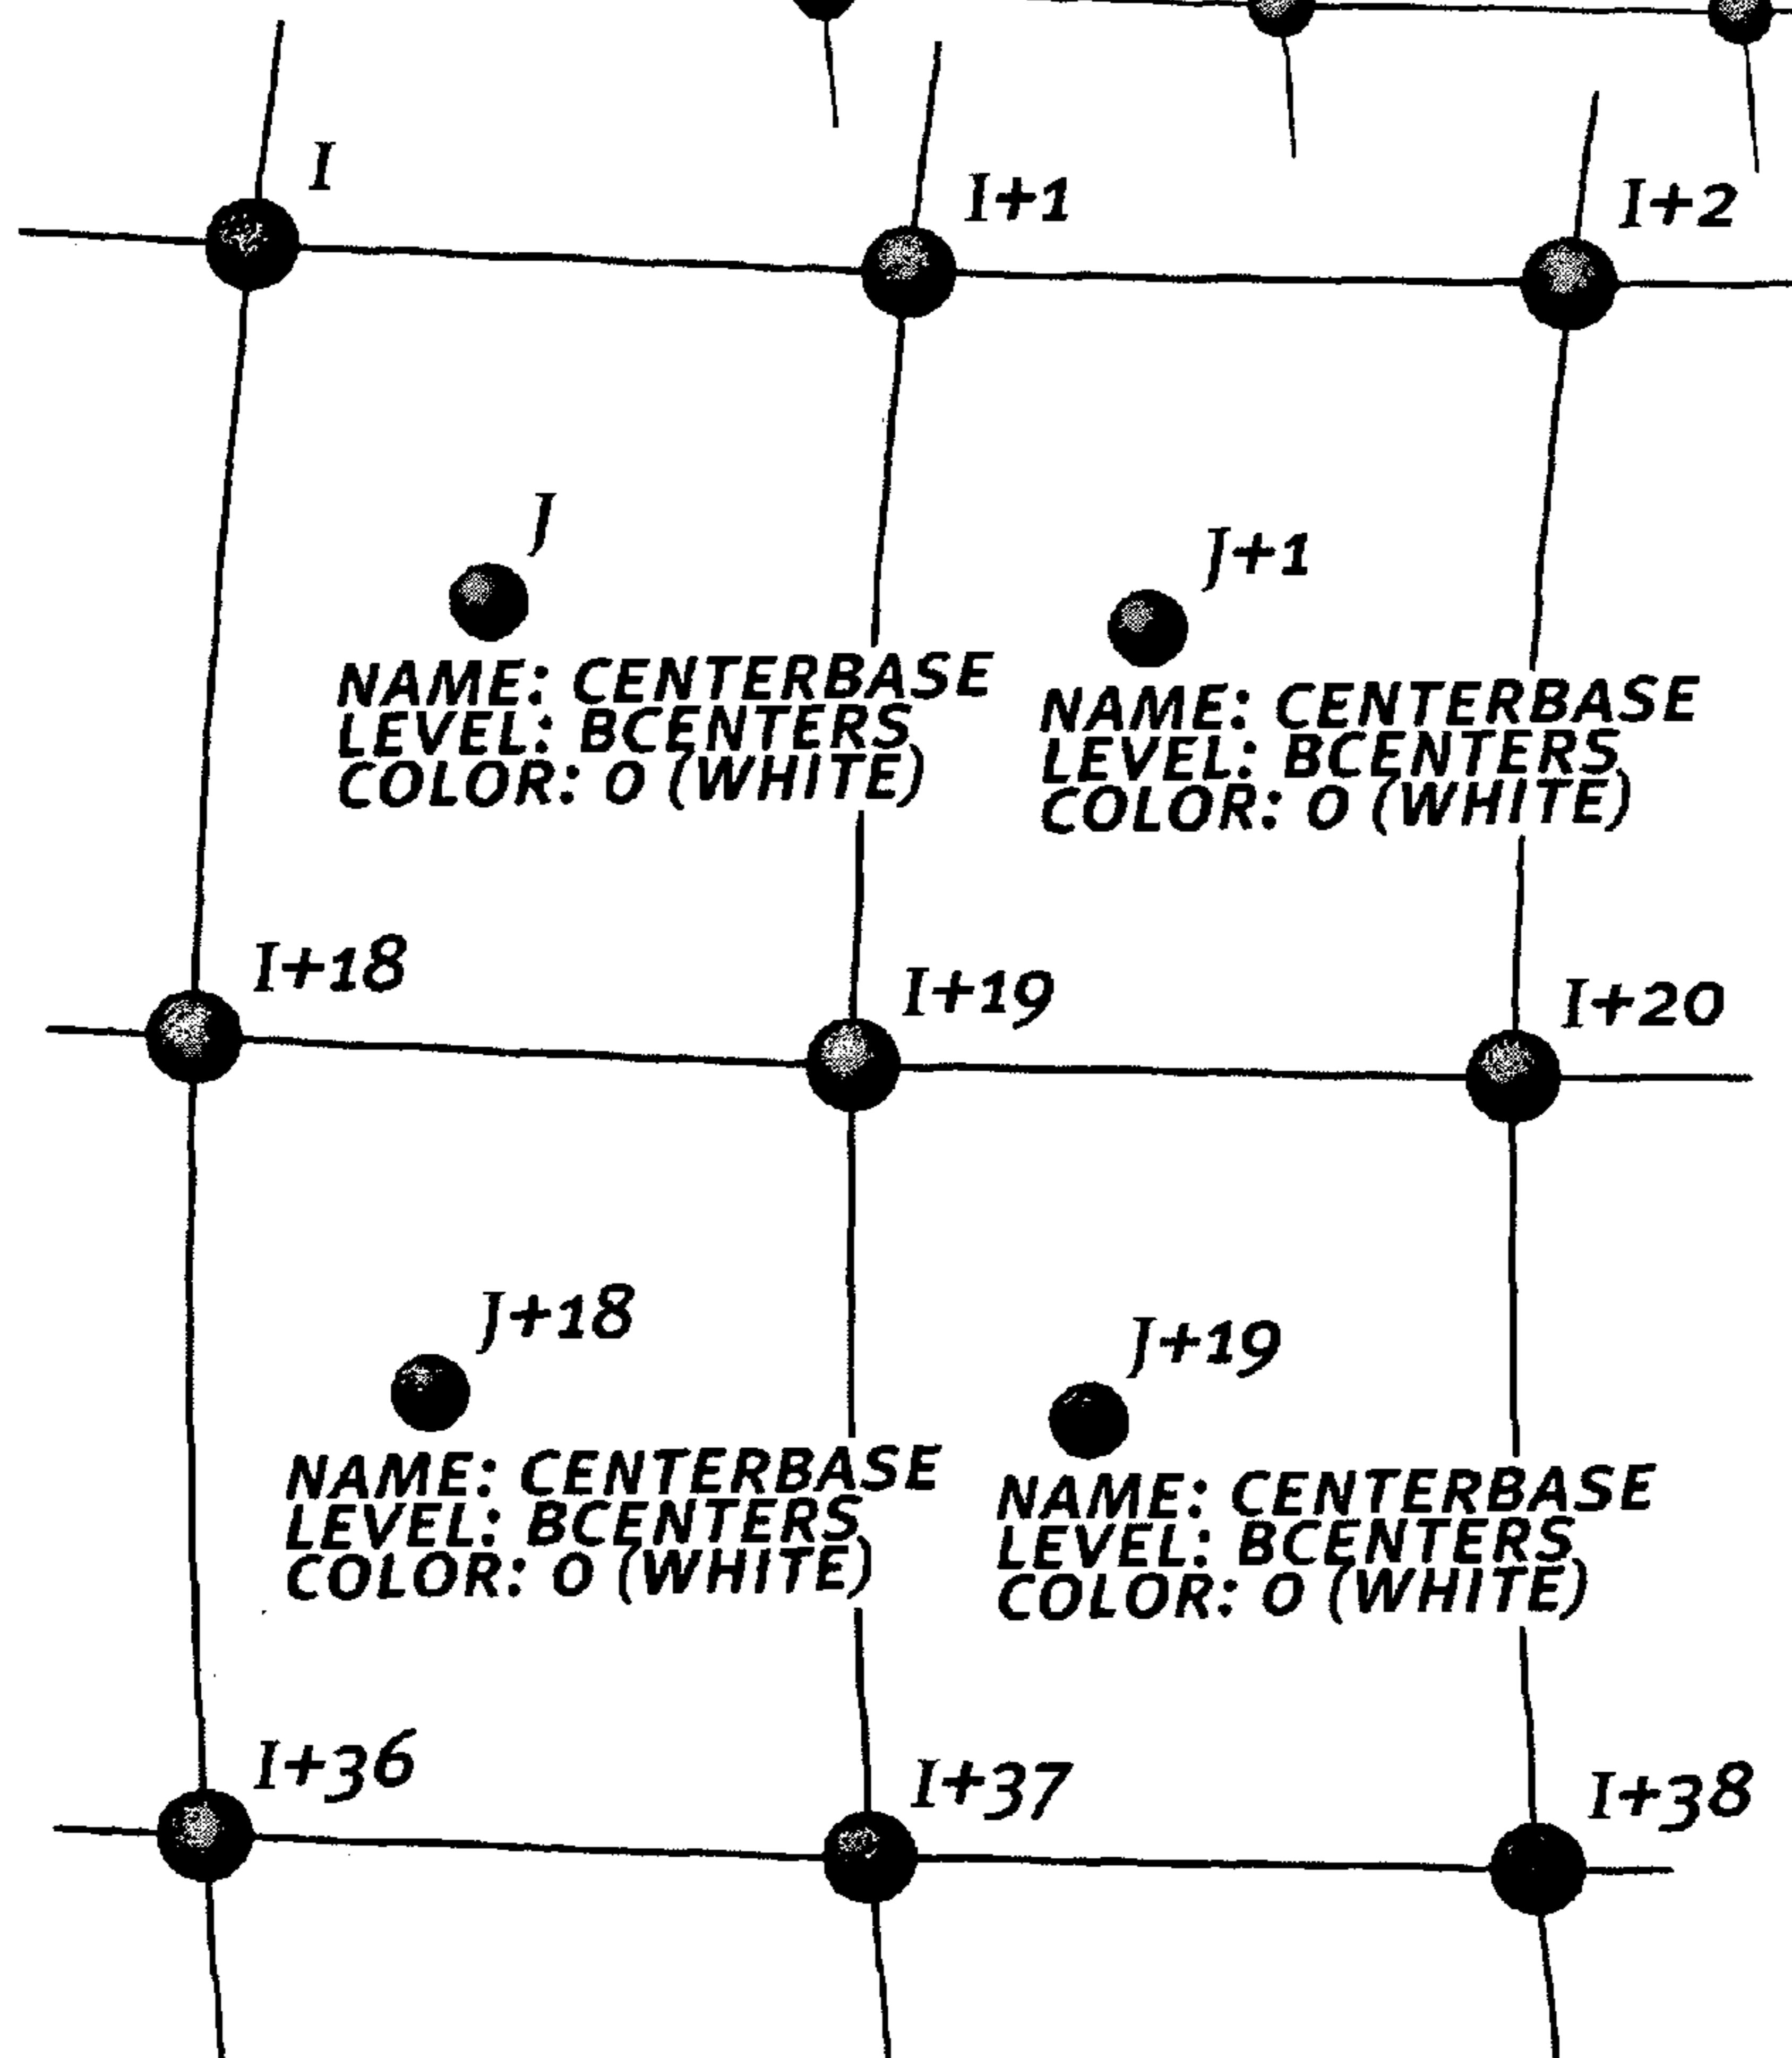 I
I+1
I+2
J
J+1
NAME: CENTERBASE
LEVEL: BCENTERS
COLOR: 0 (WHITE)
NAME: CENTERBASE
LEVEL: BCENTERS
COLOR: 0 (WHITE)
I+18
I+19
I+20
J+18
J+19
NAME: CENTERBASE
LEVEL: BCENTERS
COLOR: 0 (WHITE)
NAME: CENTERBASE
LEVEL: BCENTERS
COLOR: 0 (WHITE)
I+36
I+37
I+38